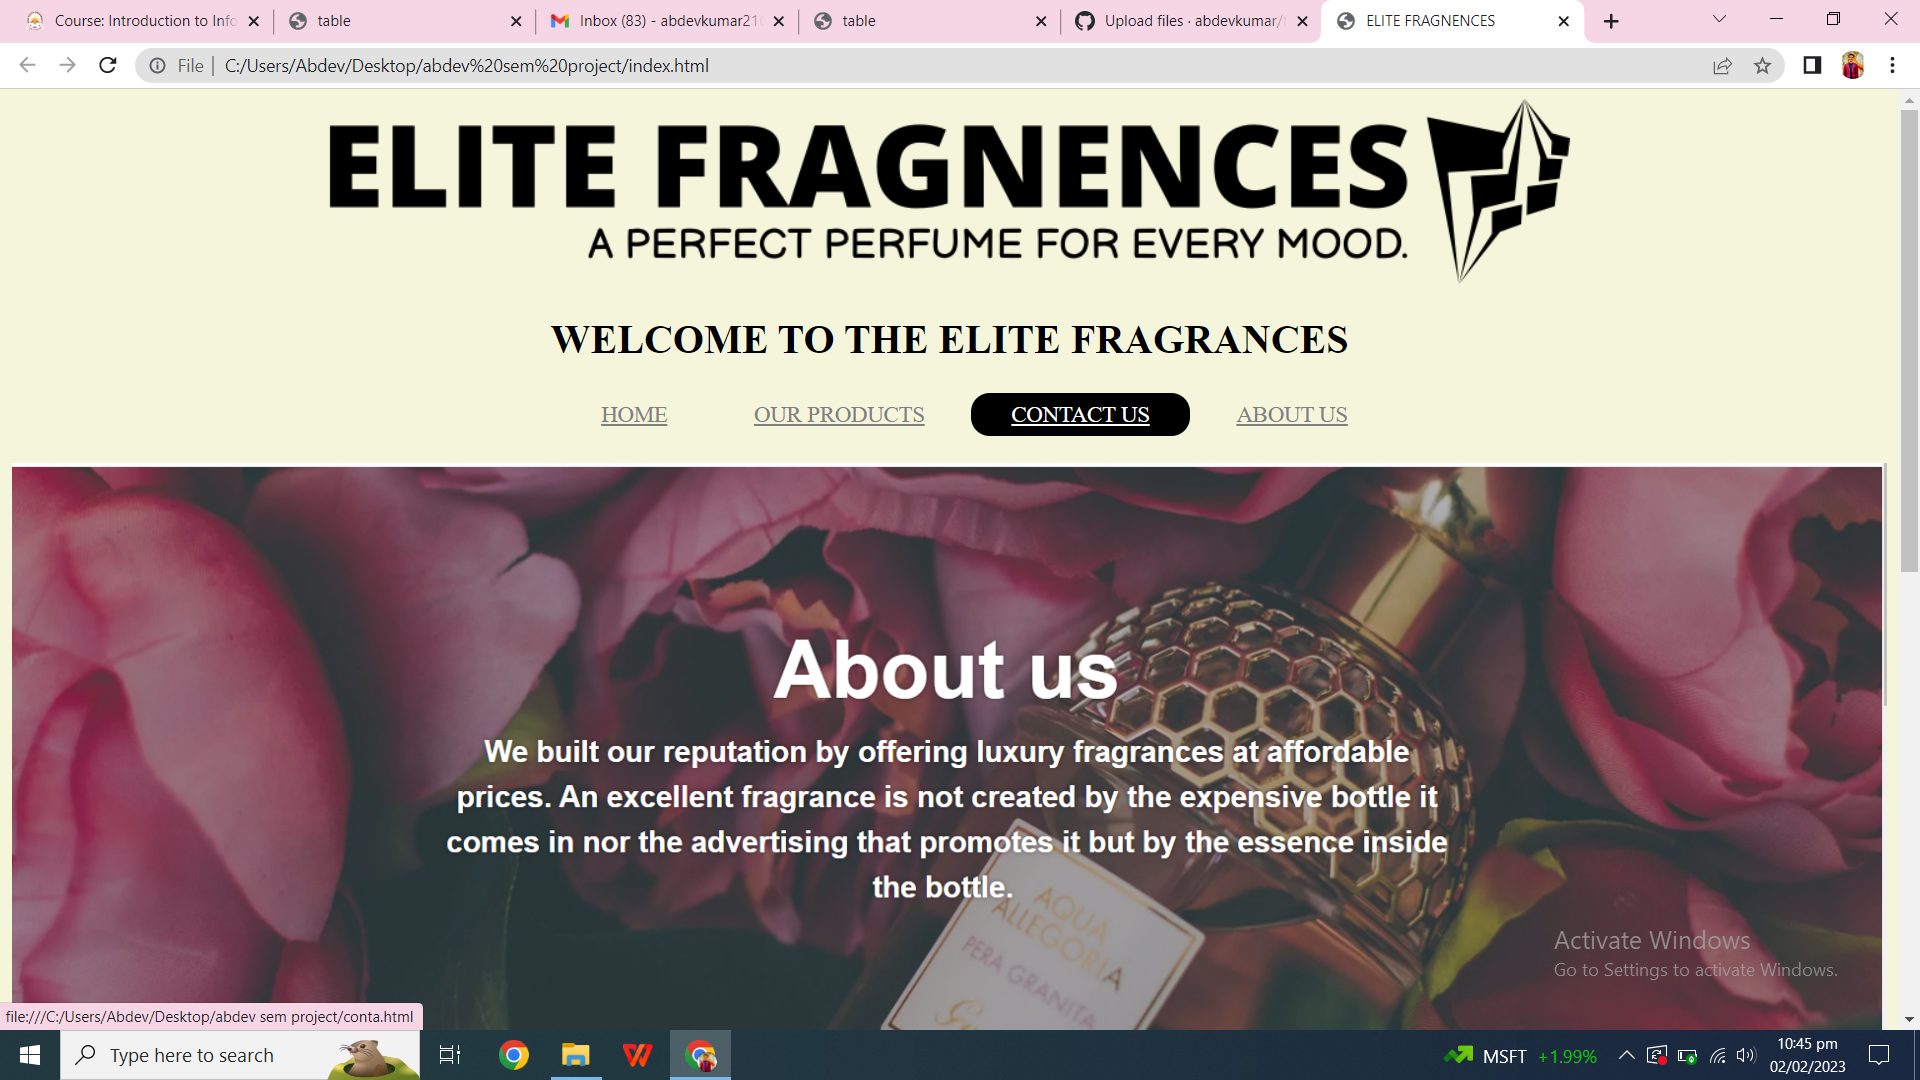 Course: Introduction to Info
table
Inbox (83) - abdevkumar210
table
Upload files · abdevkumar/
ELITE FRAGNENCES
File | C:/Users/Abdev/Desktop/abdev%20sem%20project/index.html
ELITE FRAGNENCES
A PERFECT PERFUME FOR EVERY MOOD.
WELCOME TO THE ELITE FRAGRANCES
HOME OUR PRODUCTS CONTACT US ABOUT US
About us
We built our reputation by offering luxury fragrances at affordable
prices. An excellent fragrance is not created by the expensive bottle it
comes in nor the advertising that promotes it but by the essence inside
the bottle.
AQUA
ALLEGORIA
PERA GRANITA
Activate Windows
Go to Settings to activate Windows.
file:///C:/Users/Abdev/Desktop/abdev sem project/conta.html
Type here to search
MSFT +1.99%
10:45 pm
02/02/2023